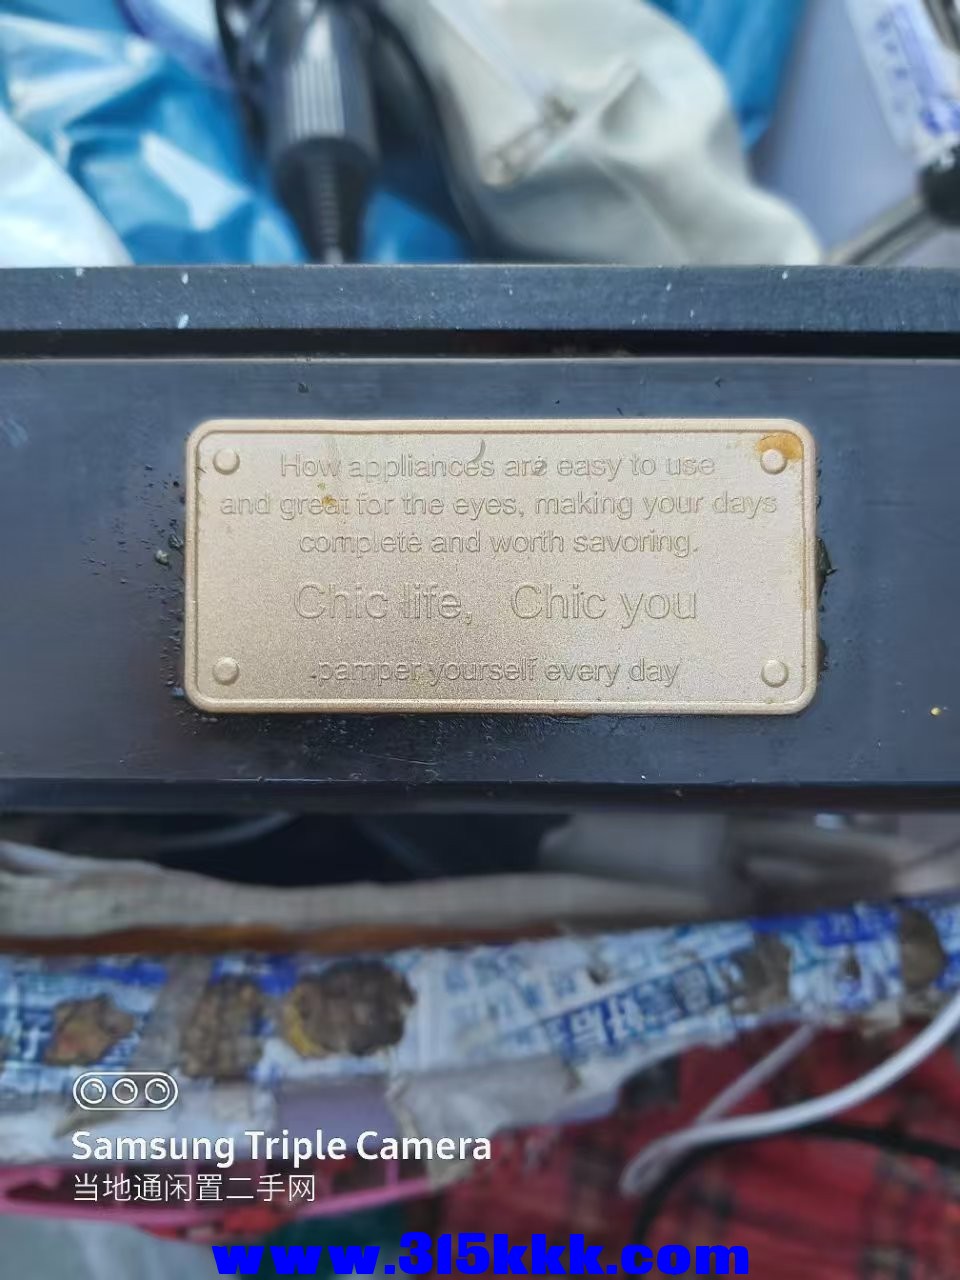 How appliances are easy to use
and great for the eyes, making your days
complete and worth savoring.
Chic life, Chic you
pamper yourself every day
Samsung Triple Camera
当地通闲置二手网
www.315kkk.com